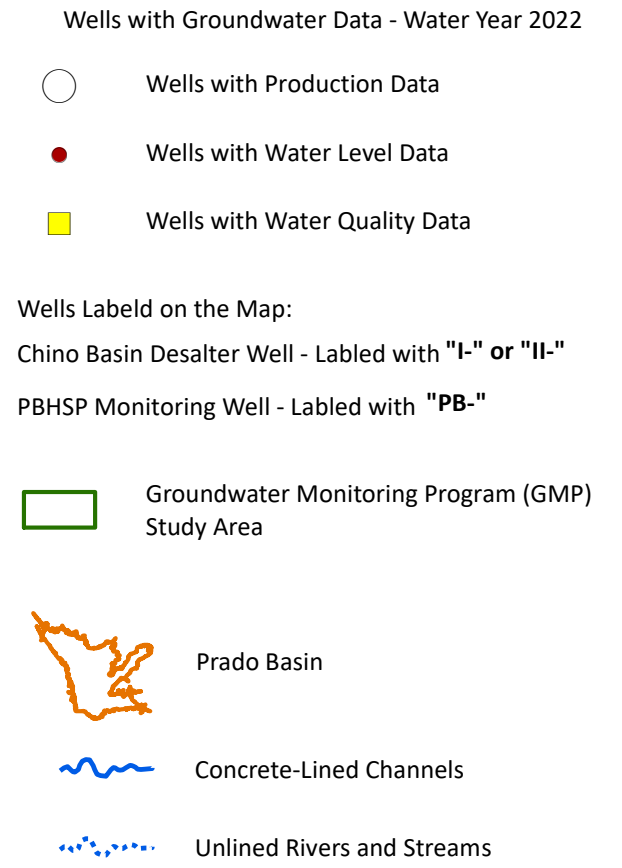 Wells with Groundwater Data - Water Year 2022
Wells with Production Data
Wells with Water Level Data
Wells with Water Quality Data
Wells Labeld on the Map:
Chino Basin Desalter Well - Labled with "I-" or "II-"
PBHSP Monitoring Well - Labled with "PB-"
Groundwater Monitoring Program (GMP)
Study Area
Prado Basin
Concrete-Lined Channels
Unlined Rivers and Streams